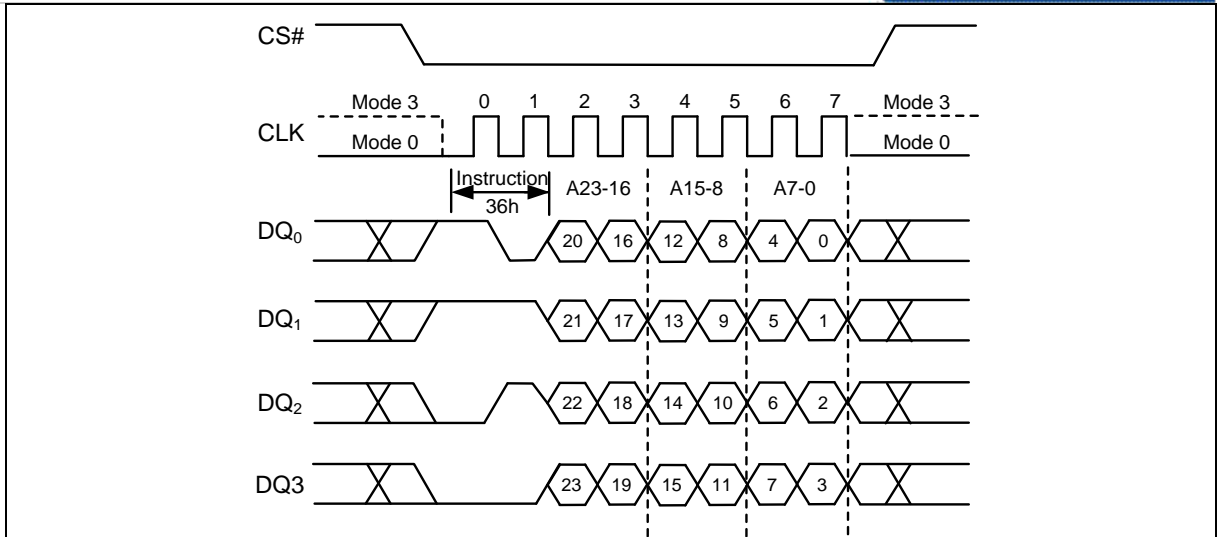 CS#
Mode 3 0 1 2 3 4 5 6 7 Mode 3
CLK
Mode 0 Mode 0
Instruction A23-16 A15-8 A7-0
36h
DQ0 20 16 12 8 4 0
DQ1 21 17 13 9 5 1
DQ2 22 18 14 10 6 2
DQ3 23 19 15 11 7 3